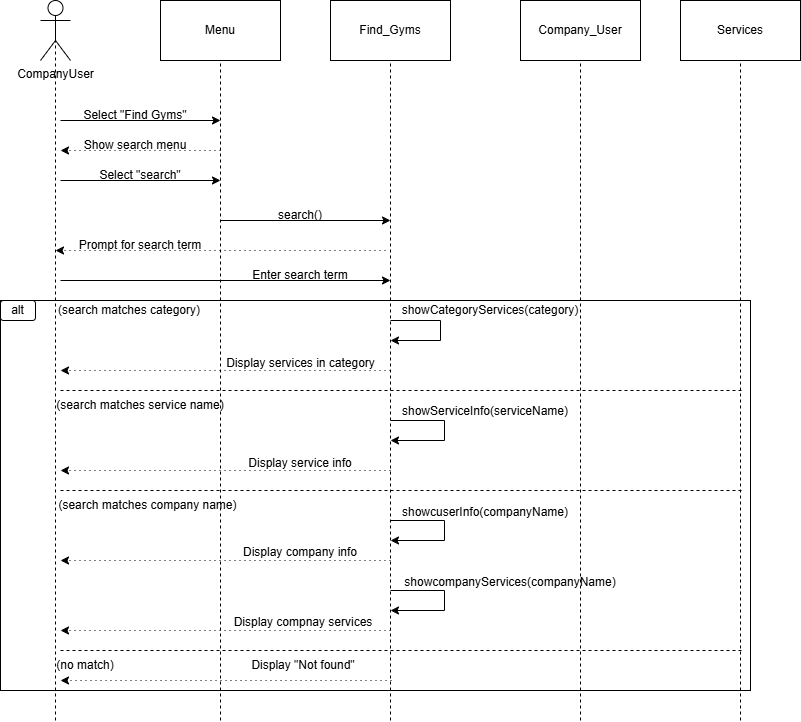 Menu
Find_Gyms
Company_User
Services
CompanyUser
Select "Find Gyms"
Show search menu
Select "search"
search()
Prompt for search term
Enter search term
alt
(search matches category)
showCategoryServices(category)
Display services in category
(search matches service name)
showServiceInfo(serviceName)
Display service info
(search matches company name)
showcuserInfo(companyName)
Display company info
showcompanyServices(companyName)
Display compnay services
(no match)
Display "Not found"